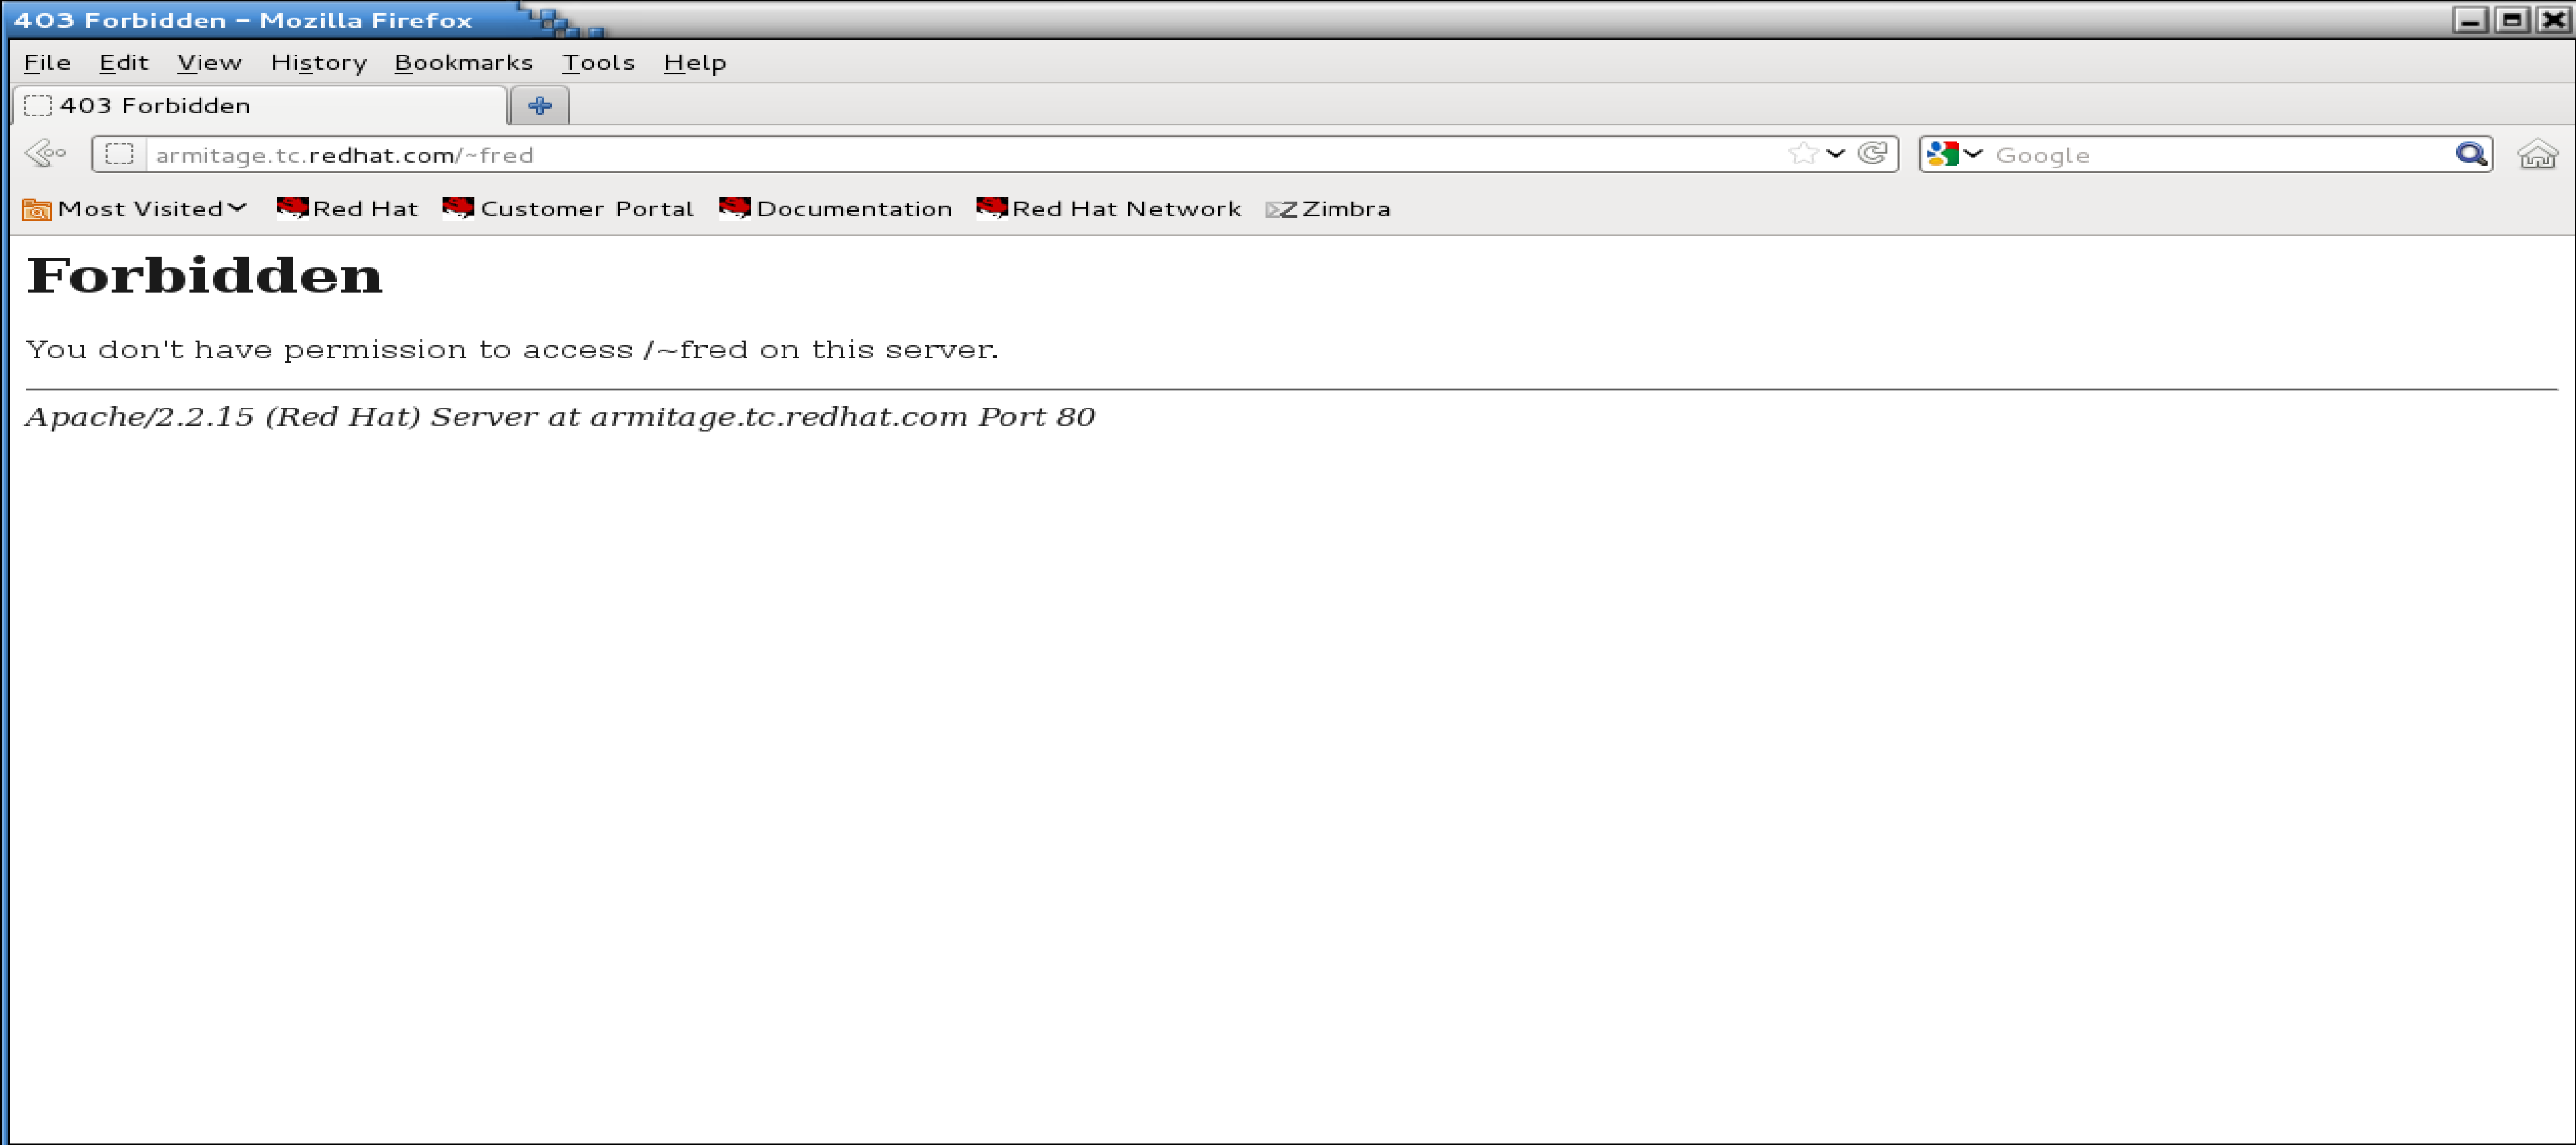 403 Forbidden - Mozilla Firefox
File Edit View History Bookmarks Tools Help
403 Forbidden
armitage.tc.redhat.com/~fred Google
Most Visited Red Hat Customer Portal Documentation Red Hat Network Zimbra
Forbidden
You don't have permission to access /~fred on this server.
Apache/2.2.15 (Red Hat) Server at armitage.tc.redhat.com Port 80